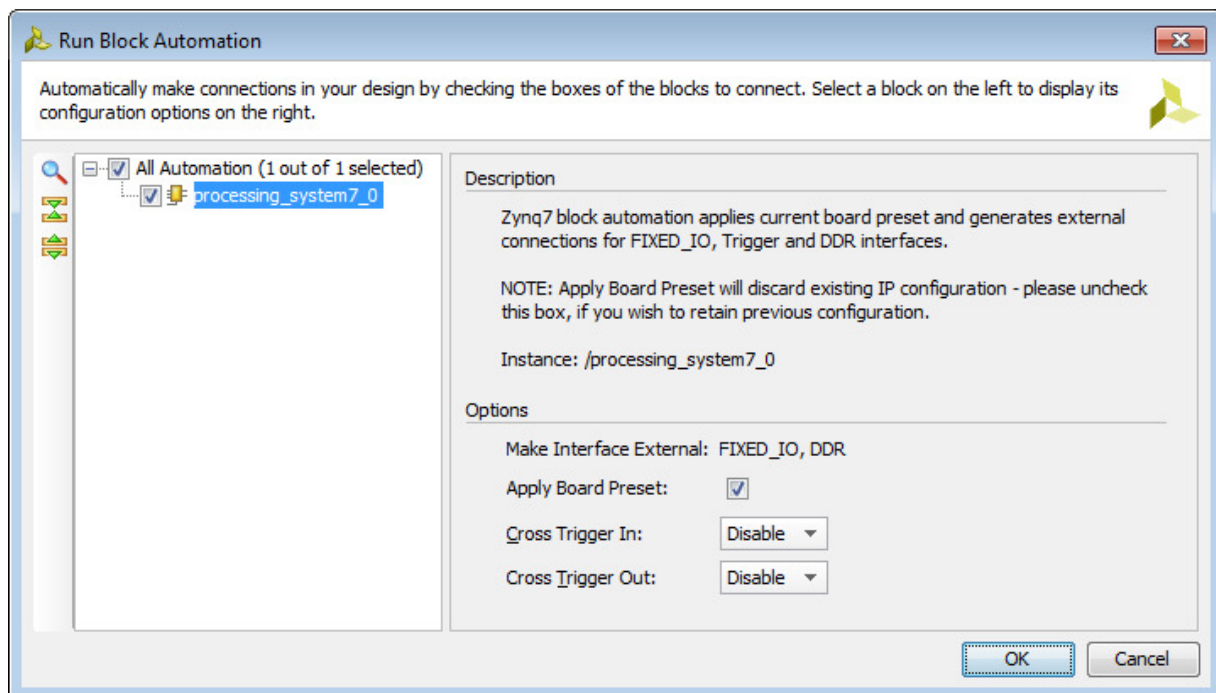 Run Block Automation
Automatically make connections in your design by checking the boxes of the blocks to connect. Select a block on the left to display its
configuration options on the right.
All Automation (1 out of 1 selected)
processing_system7_0
Description
Zynq7 block automation applies current board preset and generates external
connections for FIXED_IO, Trigger and DDR interfaces.
NOTE: Apply Board Preset will discard existing IP configuration - please uncheck
this box, if you wish to retain previous configuration.
Instance: /processing_system7_0
Options
Make Interface External: FIXED_IO, DDR
Apply Board Preset:
Cross Trigger In: Disable
Cross Trigger Out: Disable
OK Cancel